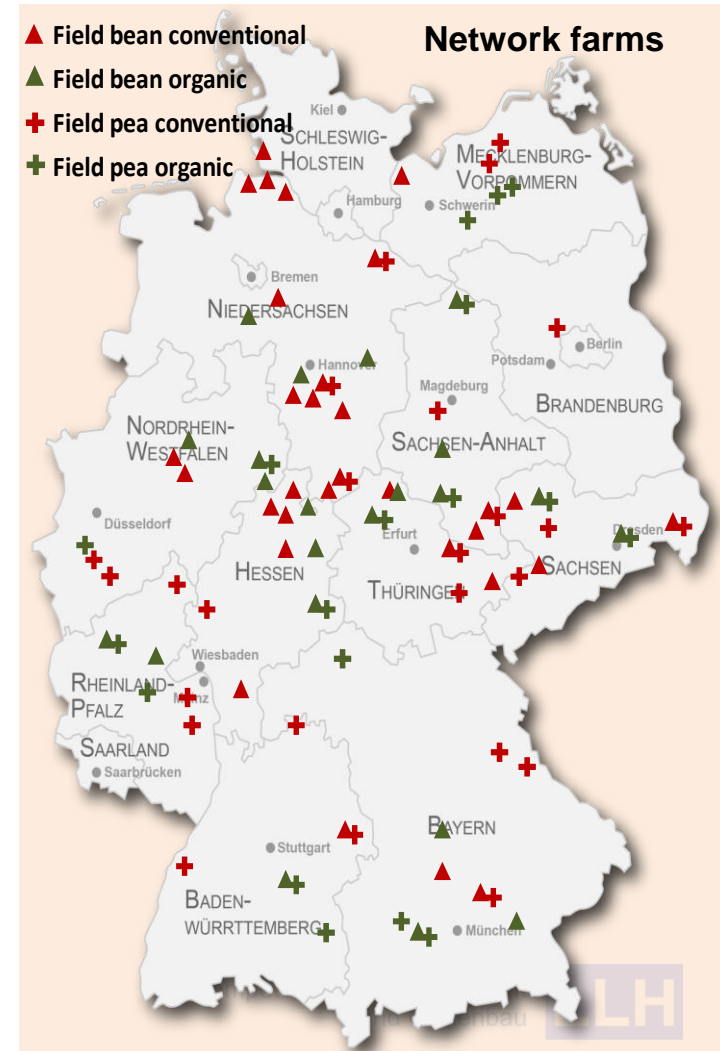 Network farms
Field bean conventional
Field bean organic
Field pea conventional
Field pea organic
Kiel
SCHLESWIG-
HOLSTEIN
MECKLENBURG-
VORPOMMERN
Schwerin
Hamburg
Bremen
NIEDERSACHSEN
Hannover
Berlin
Potsdam
Magdeburg
BRANDENBURG
NORDRHEIN-
WESTFALEN
SACHSEN-ANHALT
Düsseldorf
Erfurt
Dresden
HESSEN
THÜRINGEN
SACHSEN
Wiesbaden
RHEINLAND-
PFALZ
Mainz
SAARLAND
Saarbrücken
BAYERN
Stuttgart
BADEN-
WÜRRTTEMBERG
München
LH